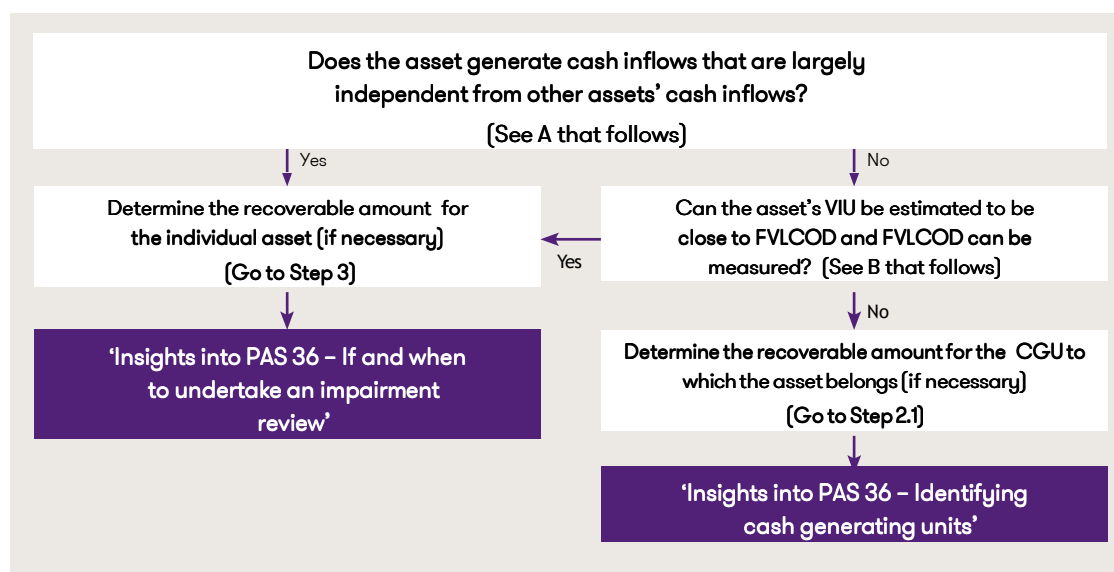 Does the asset generate cash inflows that are largely
independent from other assets’ cash inflows?
(See A that follows)
Yes
No
Determine the recoverable amount for
the individual asset (if necessary)
(Go to Step 3)
Can the asset’s VIU be estimated to be
close to FVLCOD and FVLCOD can be
measured? (See B that follows)
Yes
No
‘Insights into PAS 36 – If and when
to undertake an impairment
review’
Determine the recoverable amount for the CGU to
which the asset belongs (if necessary)
(Go to Step 2.1)
‘Insights into PAS 36 – Identifying
cash generating units’